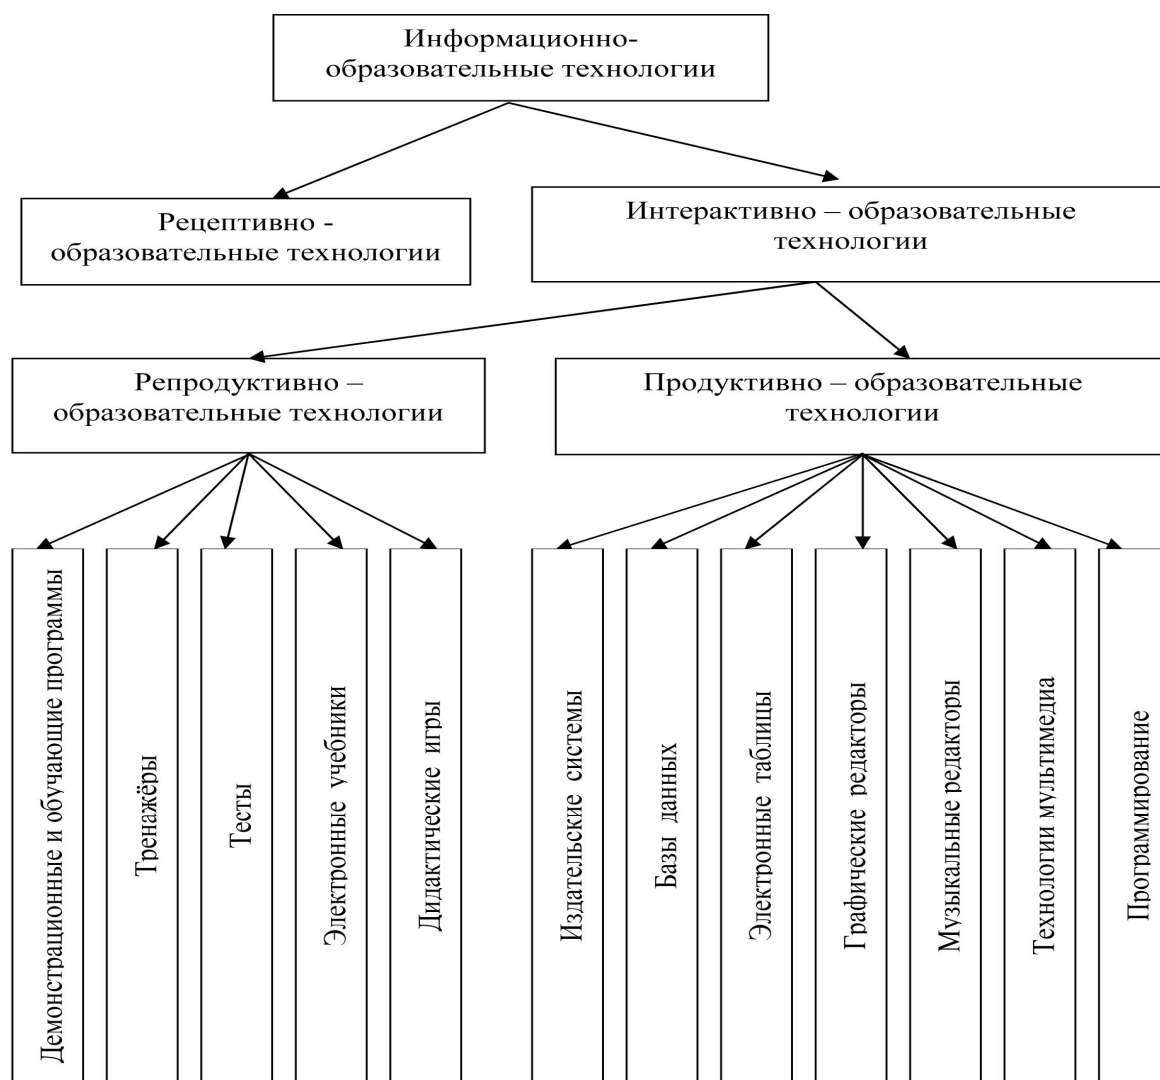 Информационно-
образовательные технологии
Рецептивно -
образовательные технологии
Интерактивно – образовательные
технологии
Репродуктивно –
образовательные технологии
Продуктивно – образовательные
технологии
Демонстрационные и обучающие программы
Тренажёры
Тесты
Электронные учебники
Дидактические игры
Издательские системы
Базы данных
Электронные таблицы
Графические редакторы
Музыкальные редакторы
Технологии мультимедиа
Программирование